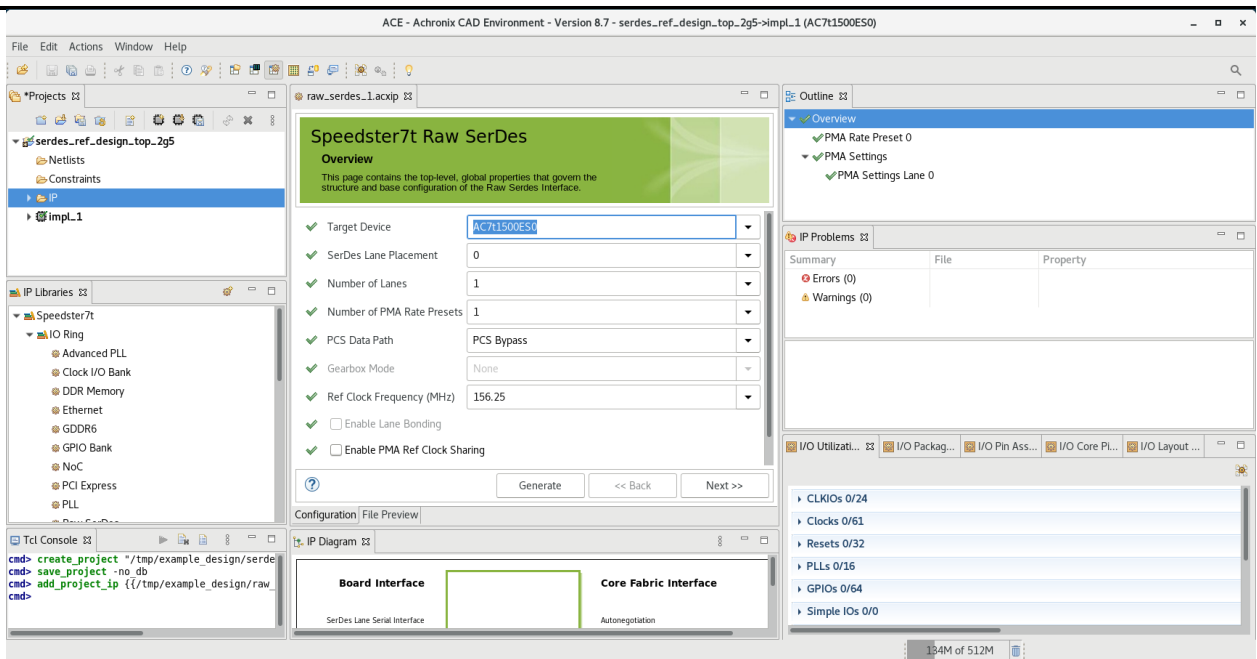 ACE - Achronix CAD Environment - Version 8.7 - serdes_ref_design_top_2g5->impl_1 (AC7t1500ES0)
File Edit Actions Window Help
*Projects
serdes_ref_design_top_2g5
Netlists
Constraints
IP
impl_1
IP Libraries
Speedster7t
IO Ring
Advanced PLL
Clock I/O Bank
DDR Memory
Ethernet
GDDR6
GPIO Bank
NoC
PCI Express
PLL
Raw SerDes
Tcl Console
cmd> create_project "/tmp/example_design/serde
cmd> save_project -no_db
cmd> add_project_ip {{/tmp/example_design/raw_
cmd>
raw_serdes_1.acxip
Speedster7t Raw SerDes
Overview
This page contains the top-level, global properties that govern the
structure and base configuration of the Raw Serdes Interface.
Target Device AC7t1500ES0
SerDes Lane Placement 0
Number of Lanes 1
Number of PMA Rate Presets 1
PCS Data Path PCS Bypass
Gearbox Mode None
Ref Clock Frequency (MHz) 156.25
Enable Lane Bonding
Enable PMA Ref Clock Sharing
Generate << Back Next >>
Configuration File Preview
IP Diagram
Board Interface Core Fabric Interface
SerDes Lane Serial Interface Autonegotiation
Outline
Overview
PMA Rate Preset 0
PMA Settings
PMA Settings Lane 0
IP Problems
Summary File Property
Errors (0)
Warnings (0)
I/O Utilizati... I/O Packag... I/O Pin Ass... I/O Core Pi... I/O Layout ...
CLKIOs 0/24
Clocks 0/61
Resets 0/32
PLLs 0/16
GPIOs 0/64
Simple IOs 0/0
134M of 512M